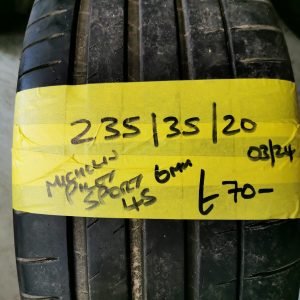 235/35/20
03/24
MICHELIN
PILOT
SPORT
4S
6mm
£70-